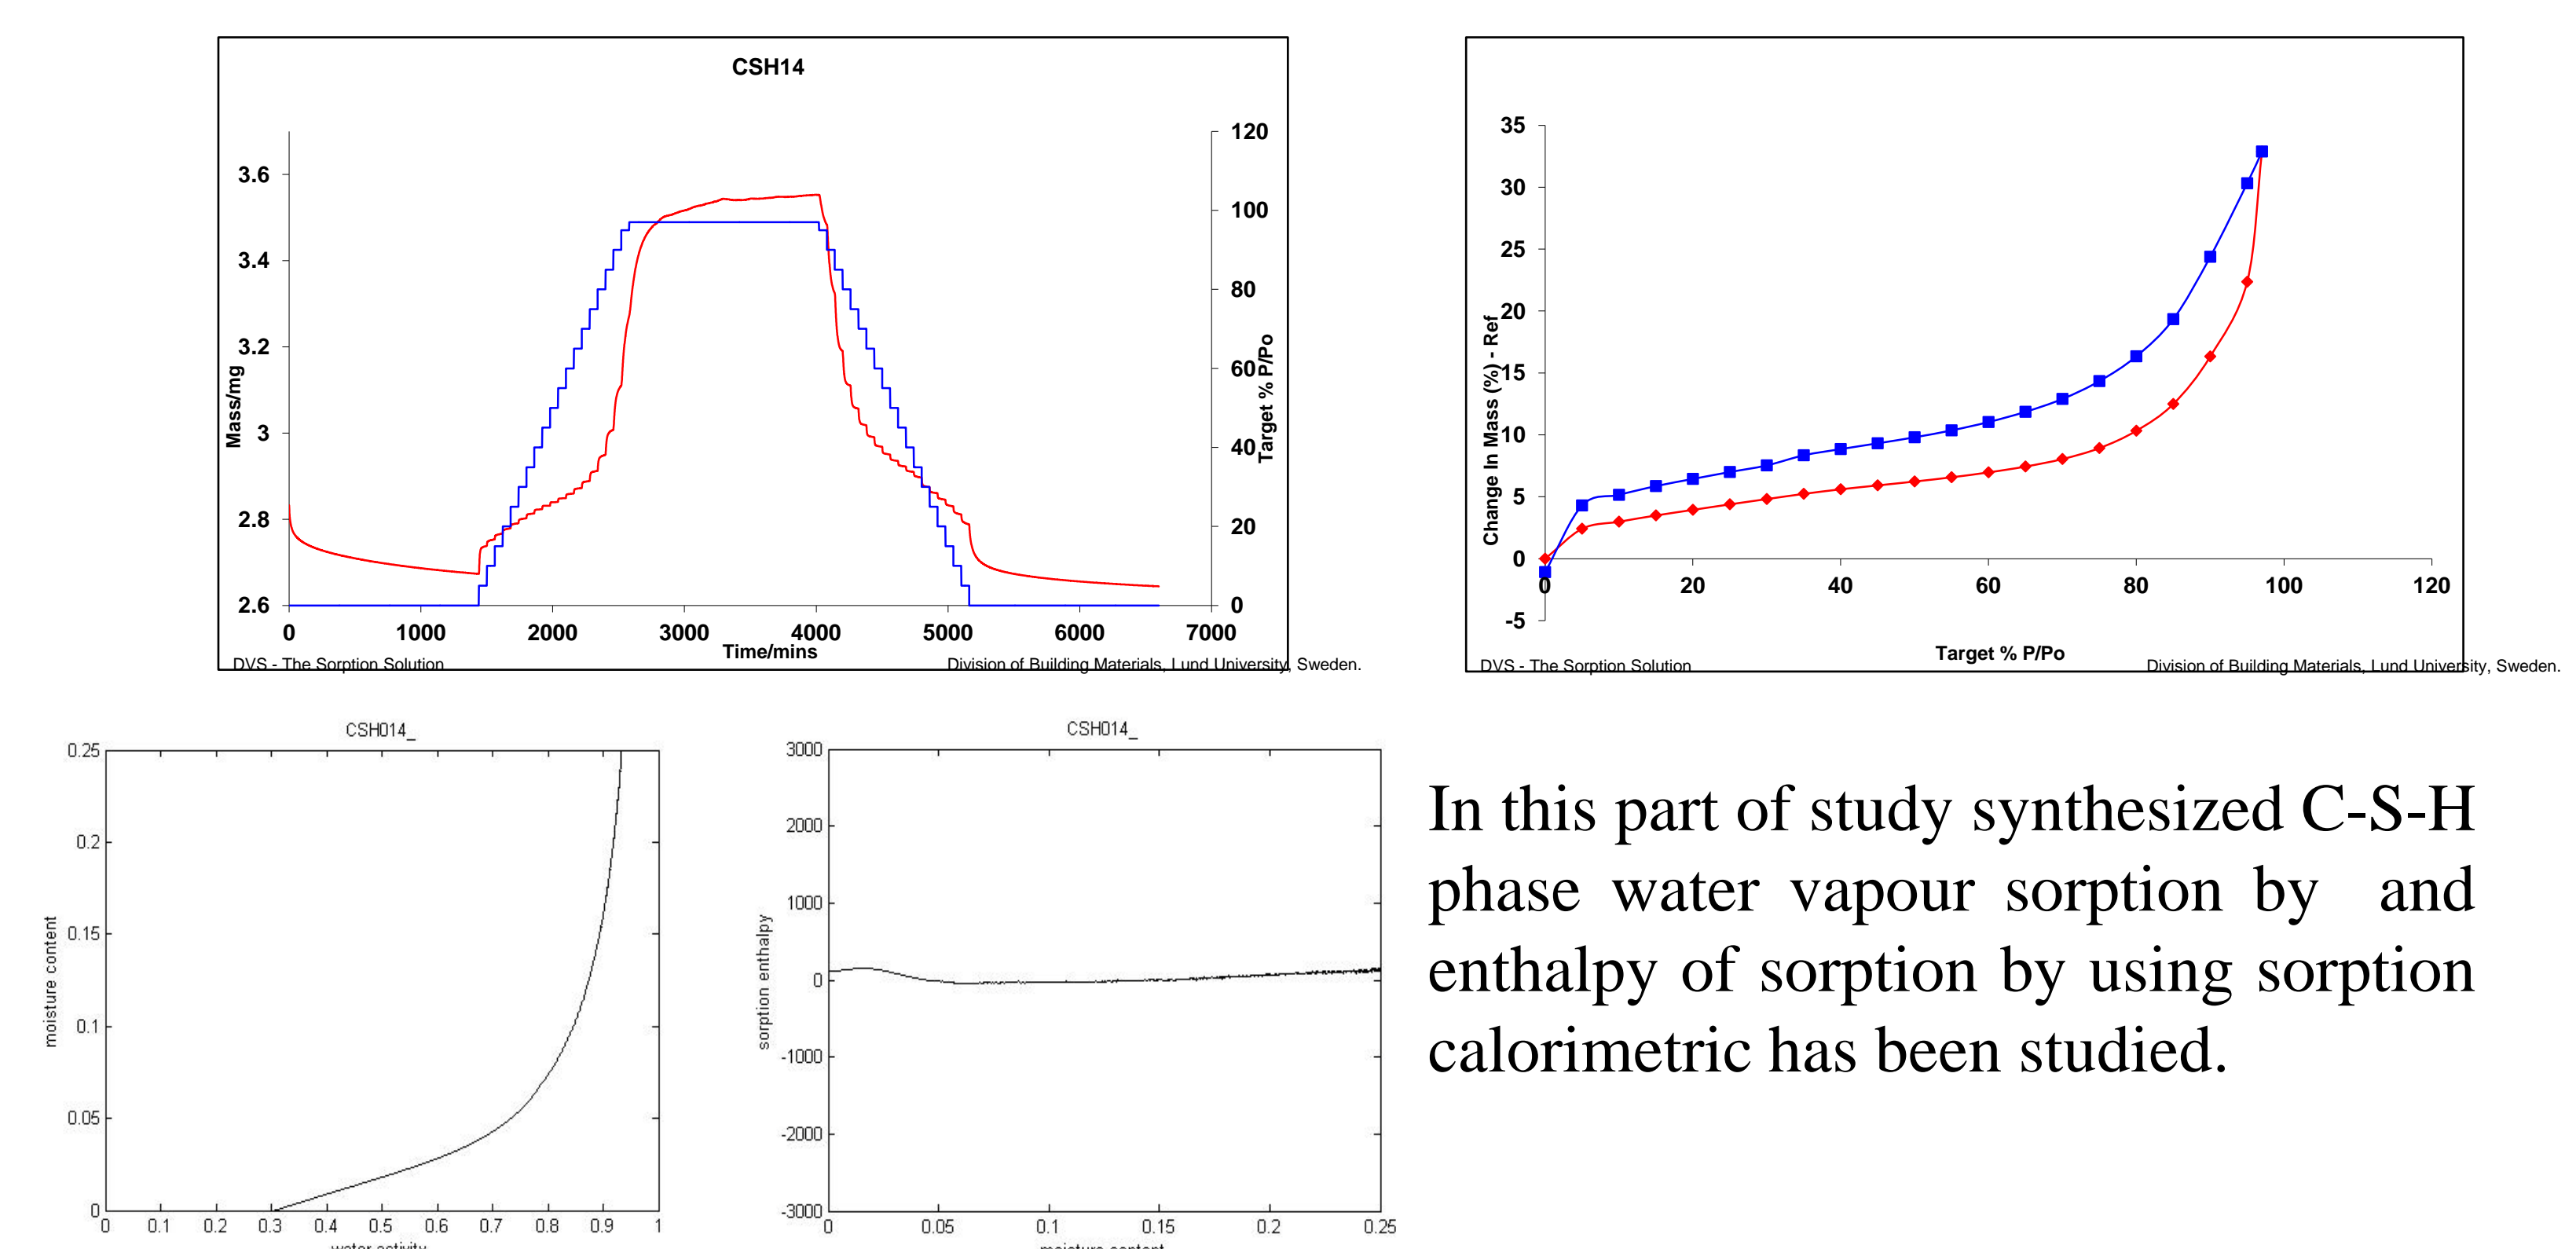 CSH14
3.6
3.4
3.2
3
2.8
2.6
Mass/mg
120
100
80
60
40
20
0
Target % P/Po
0 1000 2000 3000 4000 5000 6000 7000
Time/mins
DVS - The Sorption Solution
Division of Building Materials, Lund University, Sweden.
35
30
25
20
15
10
5
0
-5
Change In Mass (%) - Ref
0 20 40 60 80 100 120
Target % P/Po
DVS - The Sorption Solution
Division of Building Materials, Lund University, Sweden.
CSH014_
0.25
0.2
0.15
0.1
0.05
0
moisture content
0 0.1 0.2 0.3 0.4 0.5 0.6 0.7 0.8 0.9 1
water activity
CSH014_
3000
2000
1000
0
-1000
-2000
-3000
sorption enthalpy
0 0.05 0.1 0.15 0.2 0.25
moisture content
In this part of study synthesized C-S-H
phase water vapour sorption by and
enthalpy of sorption by using sorption
calorimetric has been studied.